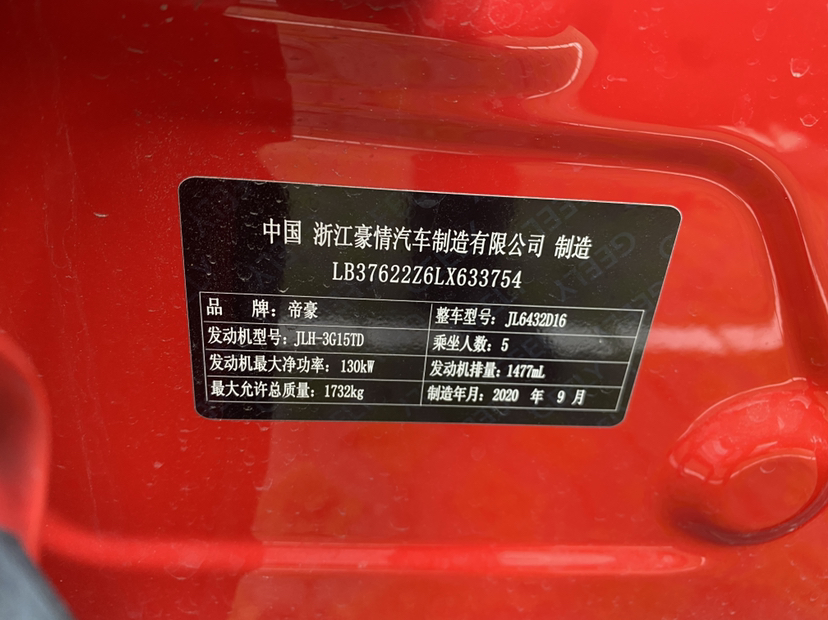 中国 浙江豪情汽车制造有限公司 制造
LB37622Z6LX633754
品 牌：帝豪 整车型号：JL6432D16
发动机型号：JLH-3G15TD 乘坐人数：5
发动机最大净功率：130kW 发动机排量：1477mL
最大允许总质量：1732kg 制造年月：2020 年 9 月
GEELY